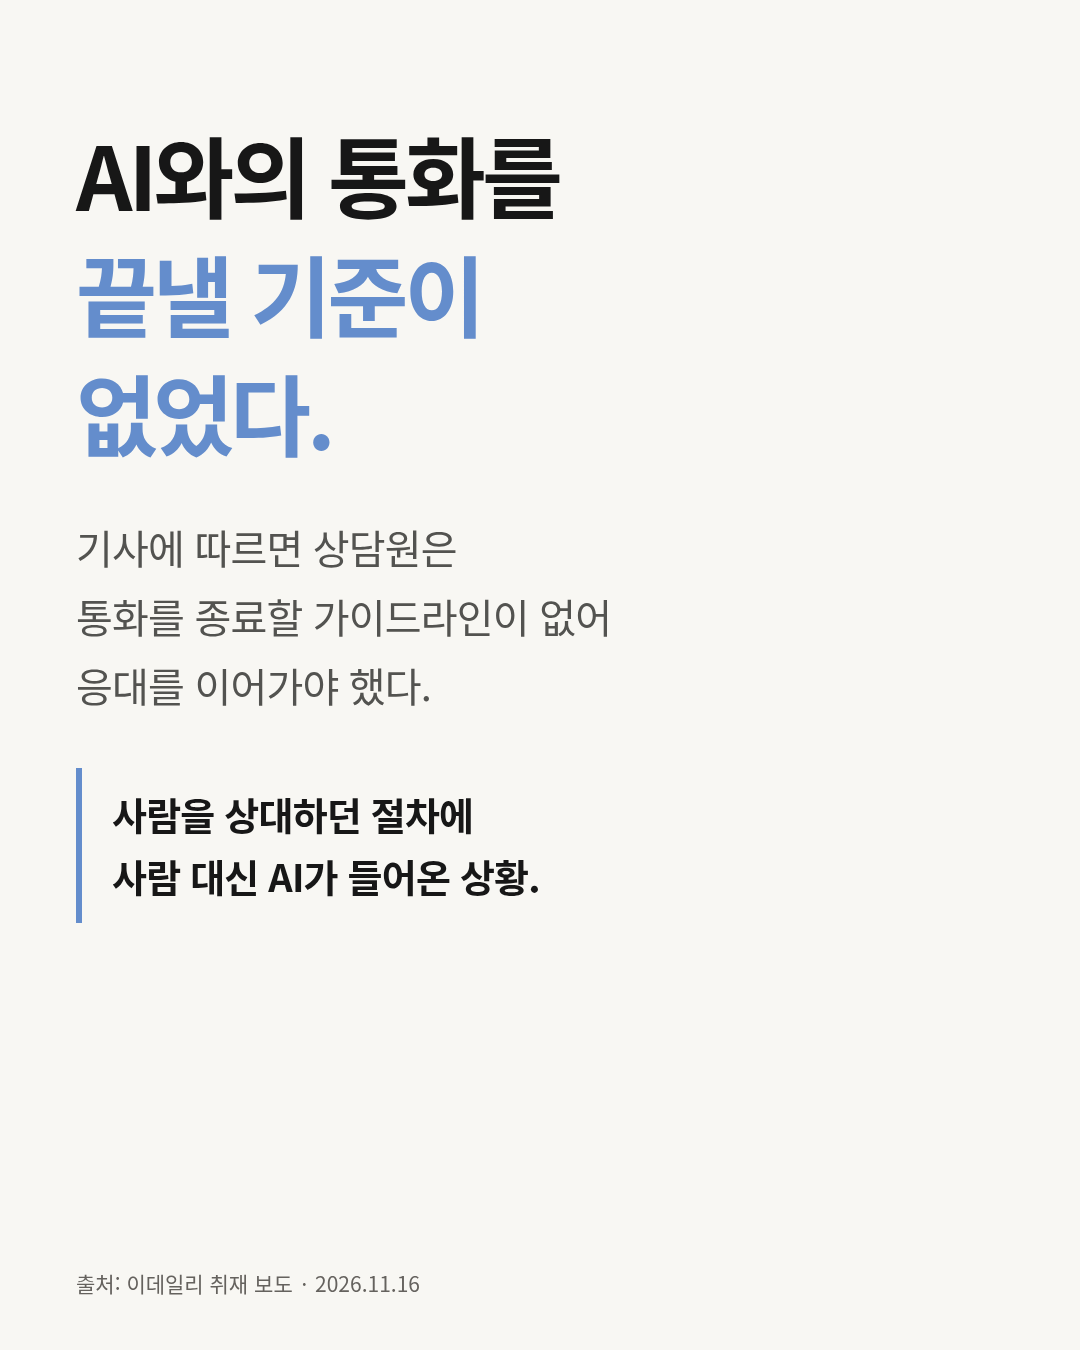 AI와의 통화를
끝낼 기준이
없었다.
기사에 따르면 상담원은
통화를 종료할 가이드라인이 없어
응대를 이어가야 했다.
사람을 상대하던 절차에
사람 대신 AI가 들어온 상황.
출처: 이데일리 취재 보도 · 2026.11.16